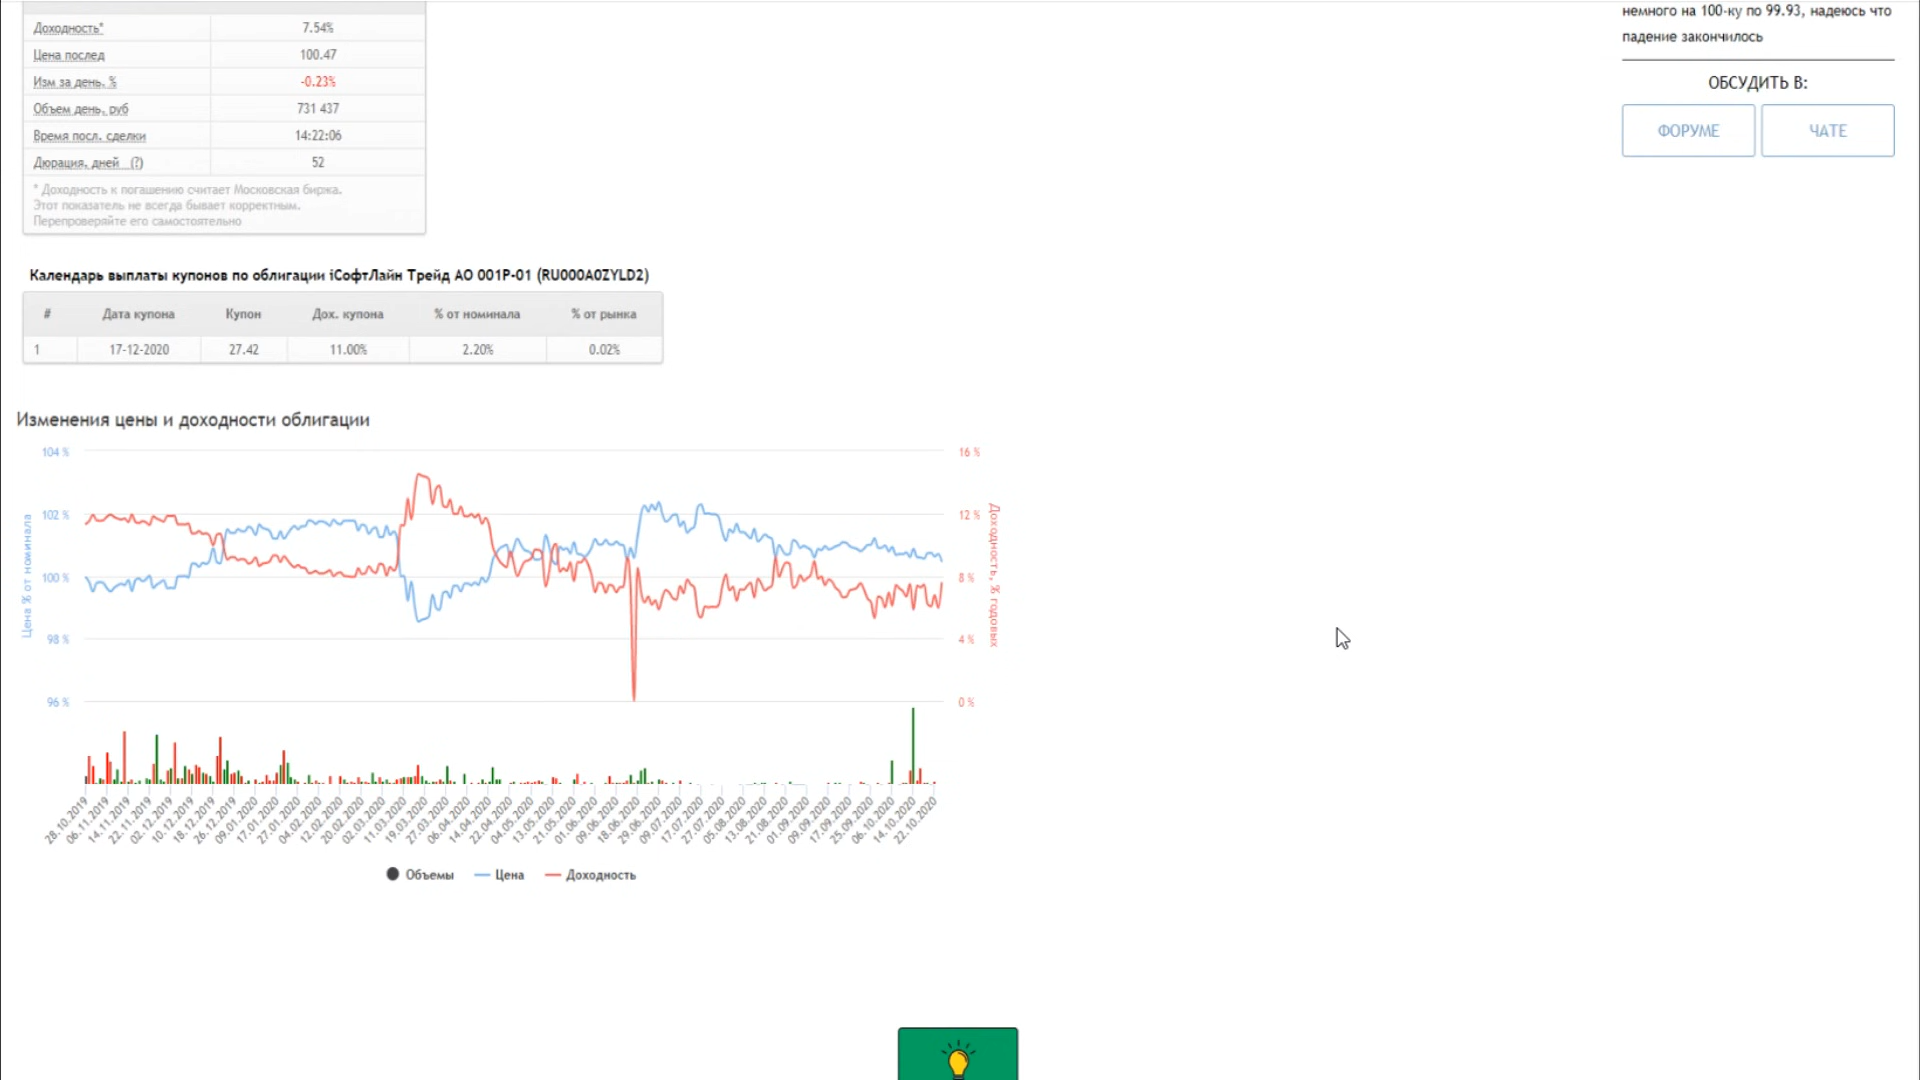 Доходность* 7.54%
Цена послед 100.47
Изм за день, % -0.23%
Объем день, руб 731 437
Время посл. сделки 14:22:06
Дюрация, дней (?) 52
* Доходность к погашению считает Московская биржа.
Этот показатель не всегда бывает корректным.
Перепроверяйте его самостоятельно
немного на 100-ку по 99.93, надеюсь что
падение закончилось
ОБСУДИТЬ В:
ФОРУМЕ ЧАТЕ
Календарь выплаты купонов по облигации iСофтЛайн Трейд АО 001P-01 (RU000A0ZYLD2)
# Дата купона Купон Дох. купона % от номинала % от рынка
1 17-12-2020 27.42 11.00% 2.20% 0.02%
Изменения цены и доходности облигации
104 % 16 %
102 % 12 %
100 % 8 %
98 % 4 %
96 % 0 %
Цена % от номинала
Доходность, % годовых
28.10.2019 06.11.2019 14.11.2019 22.11.2019 02.12.2019 10.12.2019 18.12.2019 26.12.2019 09.01.2020 17.01.2020 27.01.2020 04.02.2020 12.02.2020 20.02.2020 02.03.2020 11.03.2020 19.03.2020 27.03.2020 06.04.2020 14.04.2020 22.04.2020 04.05.2020 13.05.2020 21.05.2020 01.06.2020 09.06.2020 18.06.2020 29.06.2020 09.07.2020 17.07.2020 27.07.2020 05.08.2020 13.08.2020 21.08.2020 01.09.2020 09.09.2020 17.09.2020 25.09.2020 06.10.2020 14.10.2020 22.10.2020
Объемы Цена Доходность